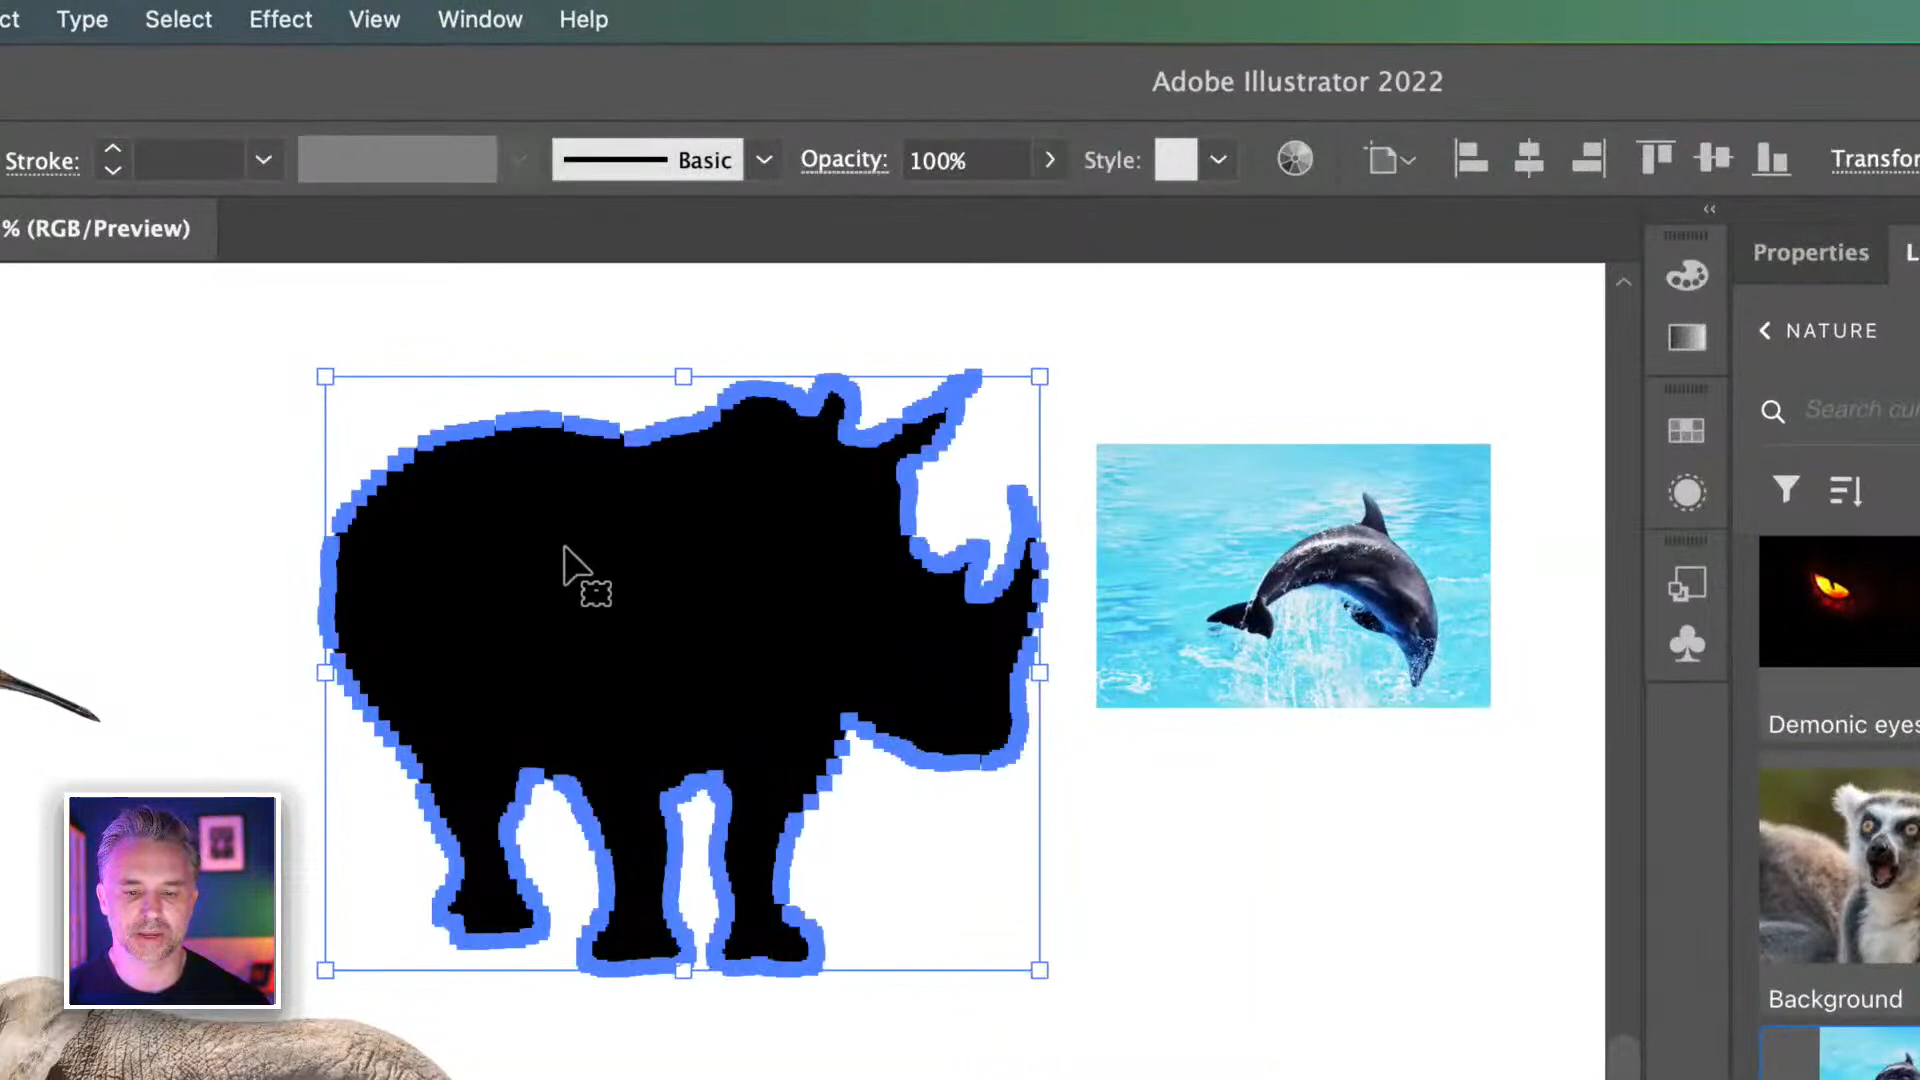 ct Type Select Effect View Window Help
Adobe Illustrator 2022
Stroke: Basic Opacity: 100% Style: Transfor
% (RGB/Preview)
Properties L
NATURE
Search cu
Demonic eyes
Background